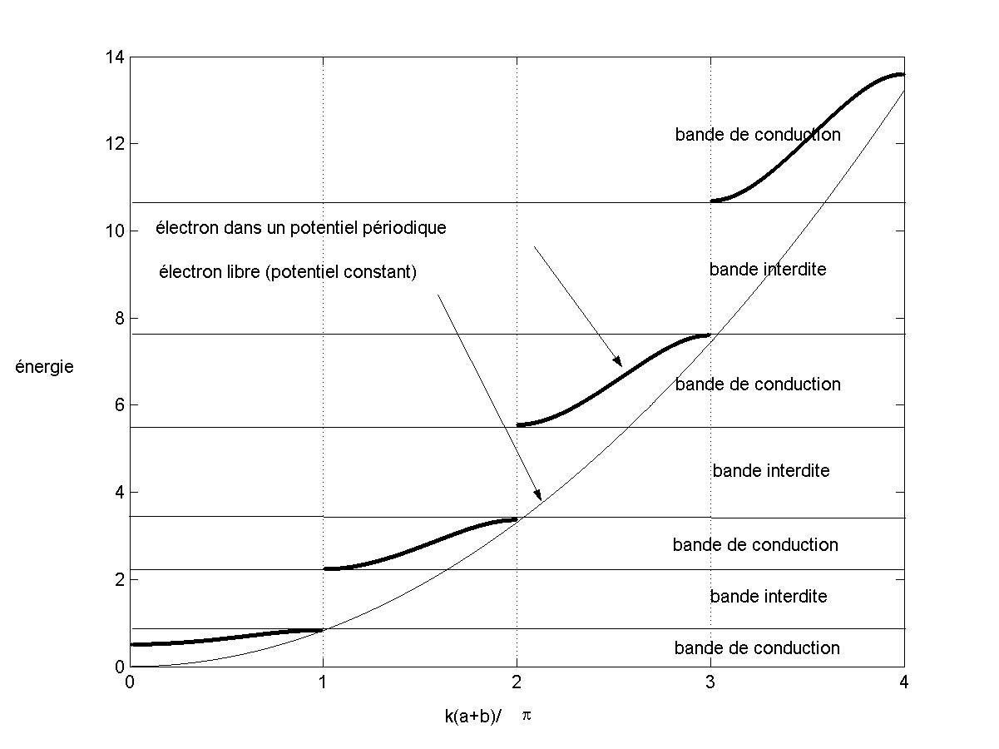 14
12
bande de conduction
10
électron dans un potentiel périodique
électron libre (potentiel constant)
bande interdite
8
énergie
bande de conduction
6
bande interdite
4
bande de conduction
2
bande interdite
bande de conduction
0
0 1 2 3 4
k(a+b)/ π